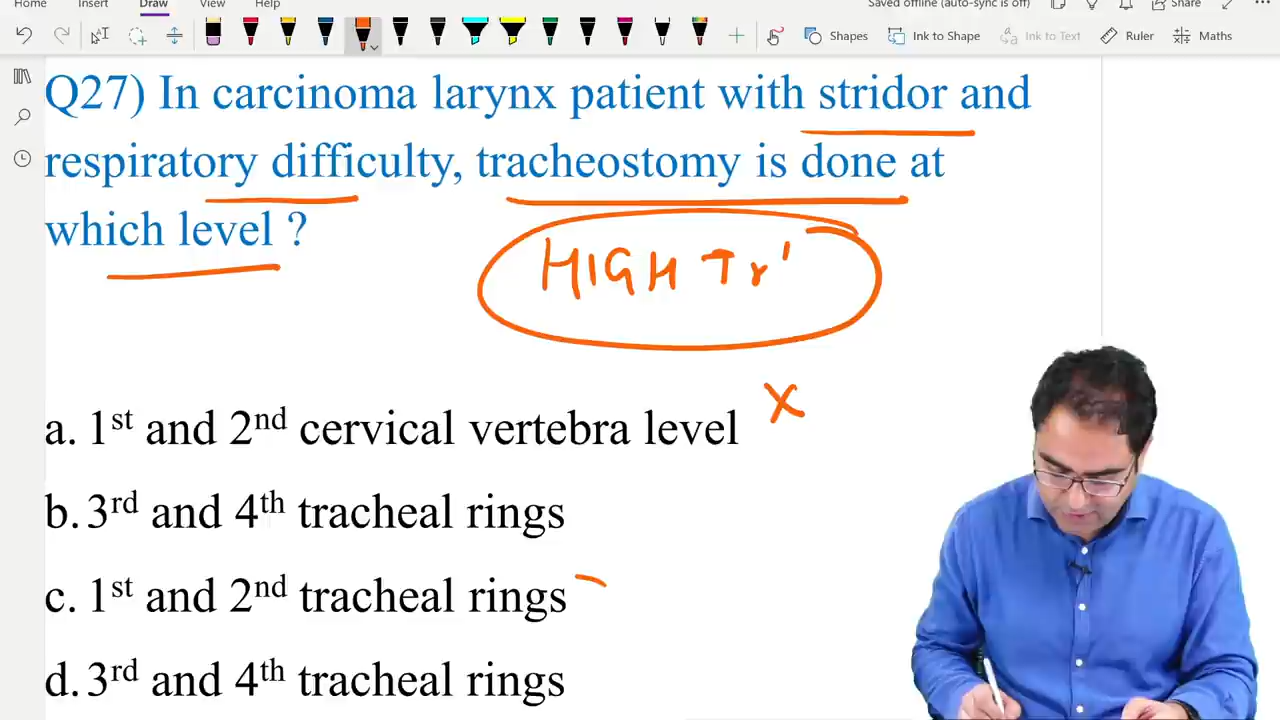 Home Insert Draw View Help Saved offline (auto-sync is off) Share
Shapes Ink to Shape Ink to Text Ruler Maths
Q27) In carcinoma larynx patient with stridor and
respiratory difficulty, tracheostomy is done at
which level ?
HIGH Tr'
a. 1st and 2nd cervical vertebra level X
b. 3rd and 4th tracheal rings
c. 1st and 2nd tracheal rings
d. 3rd and 4th tracheal rings